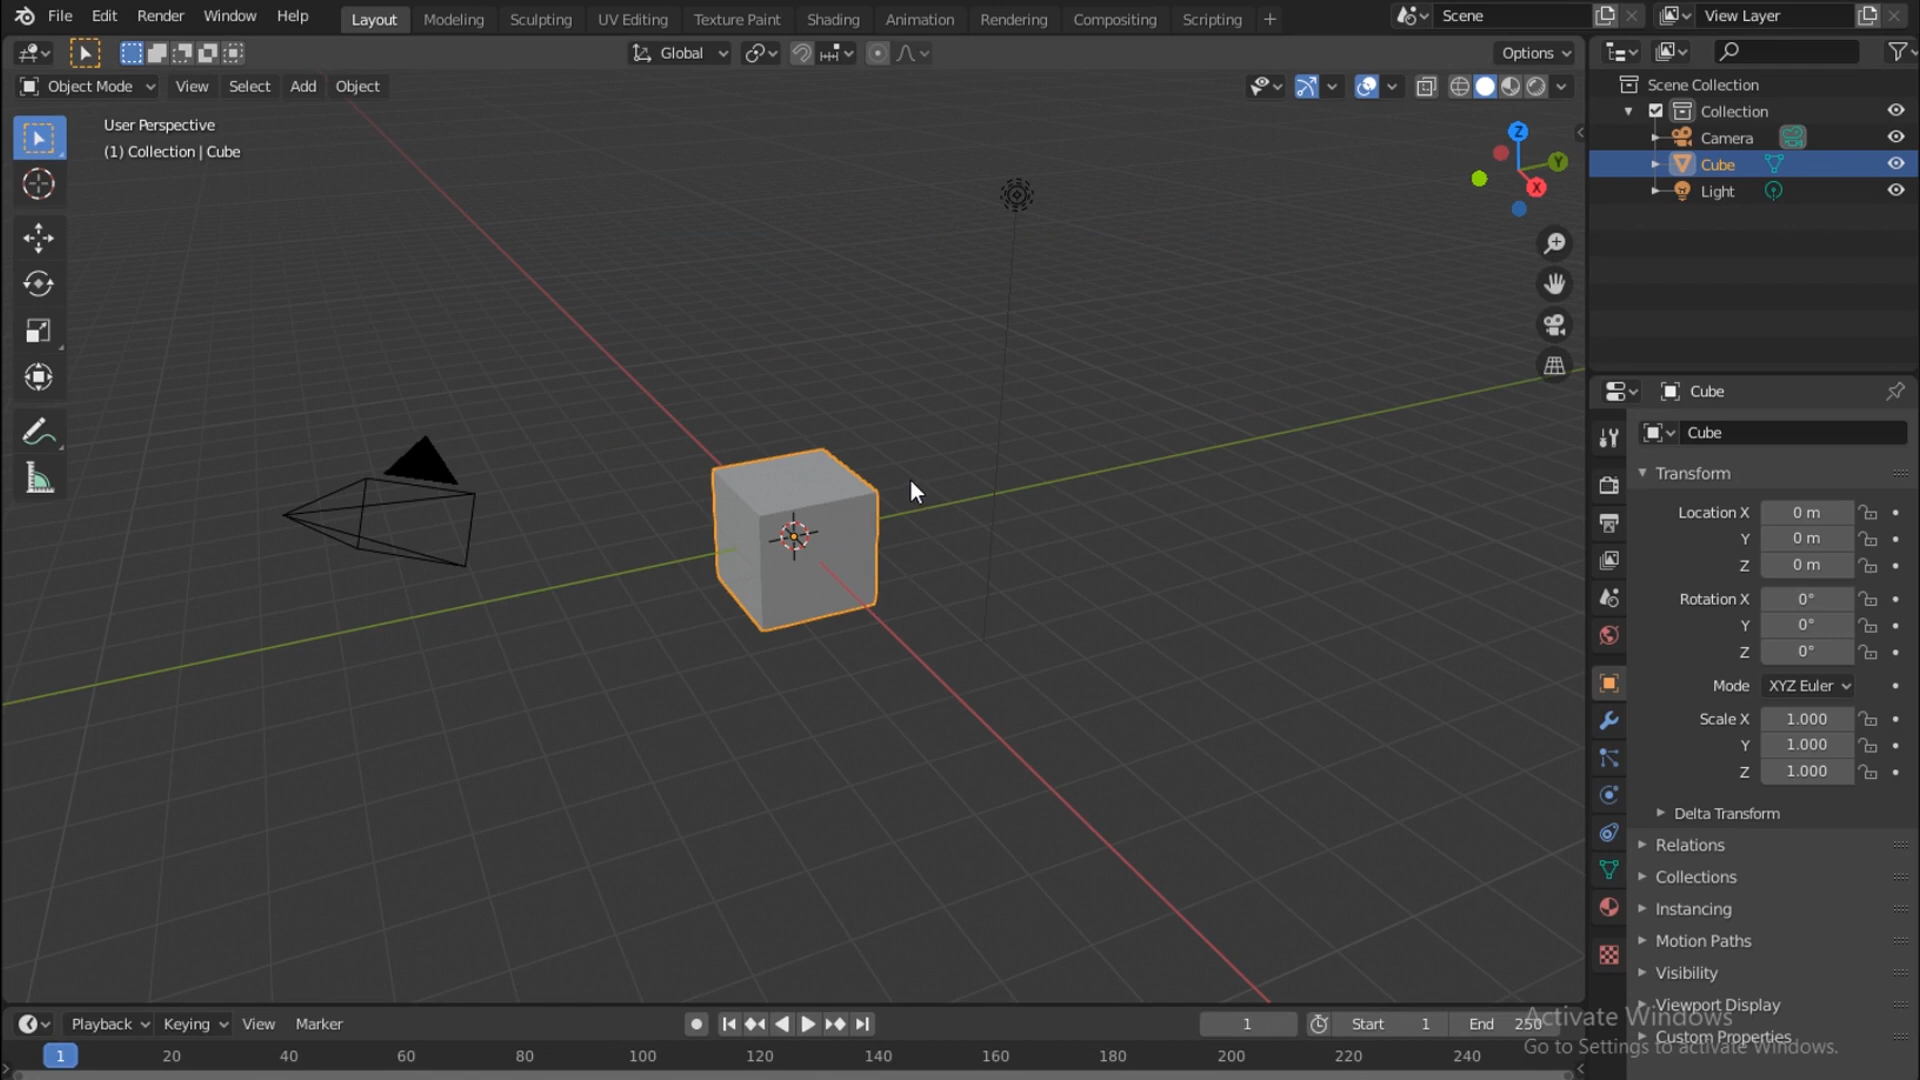 File Edit Render Window Help Layout Modeling Sculpting UV Editing Texture Paint Shading Animation Rendering Compositing Scripting + Scene View Layer
Global Options
Object Mode View Select Add Object
User Perspective
(1) Collection | Cube
Z
Y
X
Scene Collection
Collection
Camera
Cube
Light
Cube
Cube
Transform
Location X 0 m
Y 0 m
Z 0 m
Rotation X 0°
Y 0°
Z 0°
Mode XYZ Euler
Scale X 1.000
Y 1.000
Z 1.000
Delta Transform
Relations
Collections
Instancing
Motion Paths
Visibility
Viewport Display
Custom Properties
Activate Windows
Go to Settings to activate Windows.
Playback Keying View Marker 1 Start 1 End 250
1 20 40 60 80 100 120 140 160 180 200 220 240